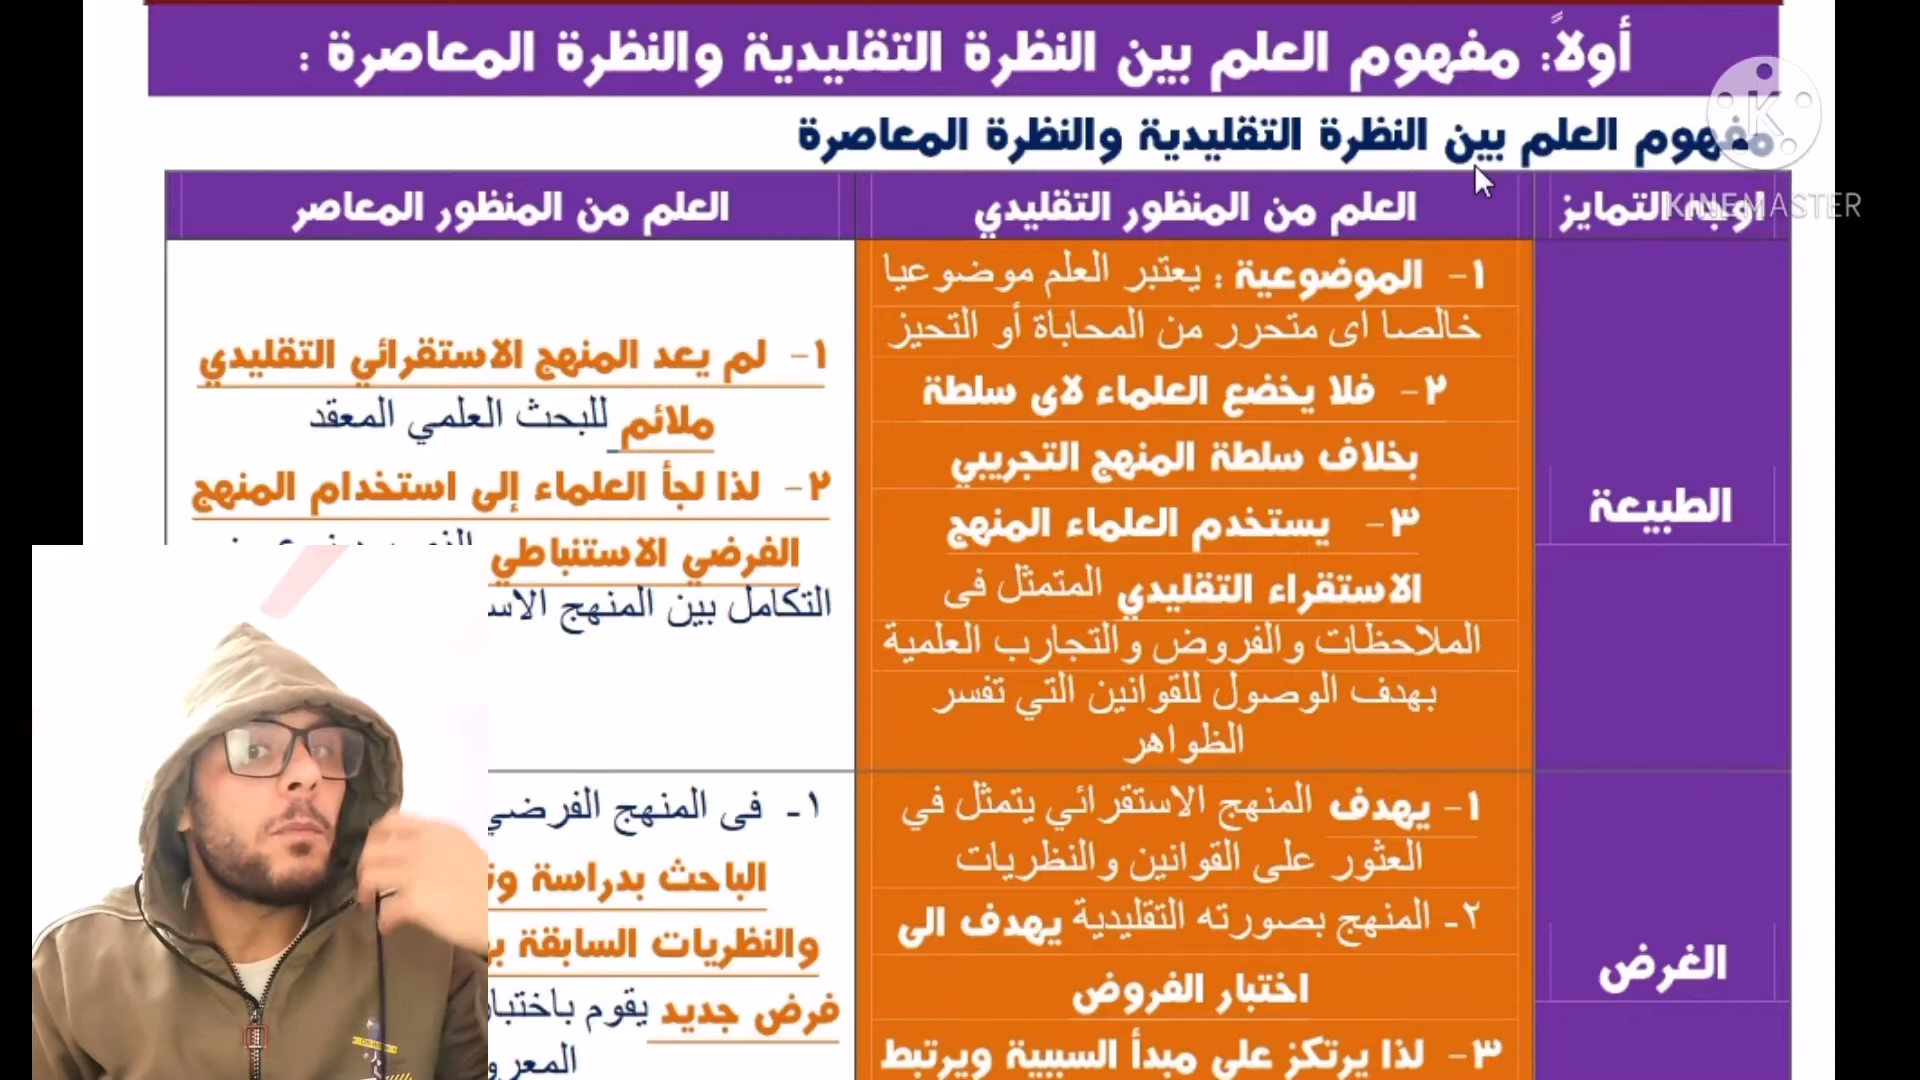 أولاً: مفهوم العلم بين النظرة التقليدية والنظرة المعاصرة :
مفهوم العلم بين النظرة التقليدية والنظرة المعاصرة
KINEMASTER
اوجه التمايز
العلم من المنظور التقليدي
العلم من المنظور المعاصر
الطبيعة
١- الموضوعية : يعتبر العلم موضوعيا
خالصا اى متحرر من المحاباة أو التحيز
٢- فلا يخضع العلماء لاى سلطة
بخلاف سلطة المنهج التجريبي
٣- يستخدم العلماء المنهج
الاستقراء التقليدي المتمثل فى
الملاحظات والفروض والتجارب العلمية
بهدف الوصول للقوانين التي تفسر
الظواهر
١- لم يعد المنهج الاستقرائي التقليدي
ملائم للبحث العلمي المعقد
٢- لذا لجأ العلماء إلى استخدام المنهج
الفرضي الاستنباطي
التكامل بين المنهج
الغرض
١- يهدف المنهج الاستقرائي يتمثل في
العثور على القوانين والنظريات
٢- المنهج بصورته التقليدية يهدف الى
اختبار الفروض
٣- لذا يرتكز علي مبدأ السببية ويرتبط
١- فى المنهج الفرضي
الباحث بدراسة
والنظريات السابقة
فرض جديد يقوم